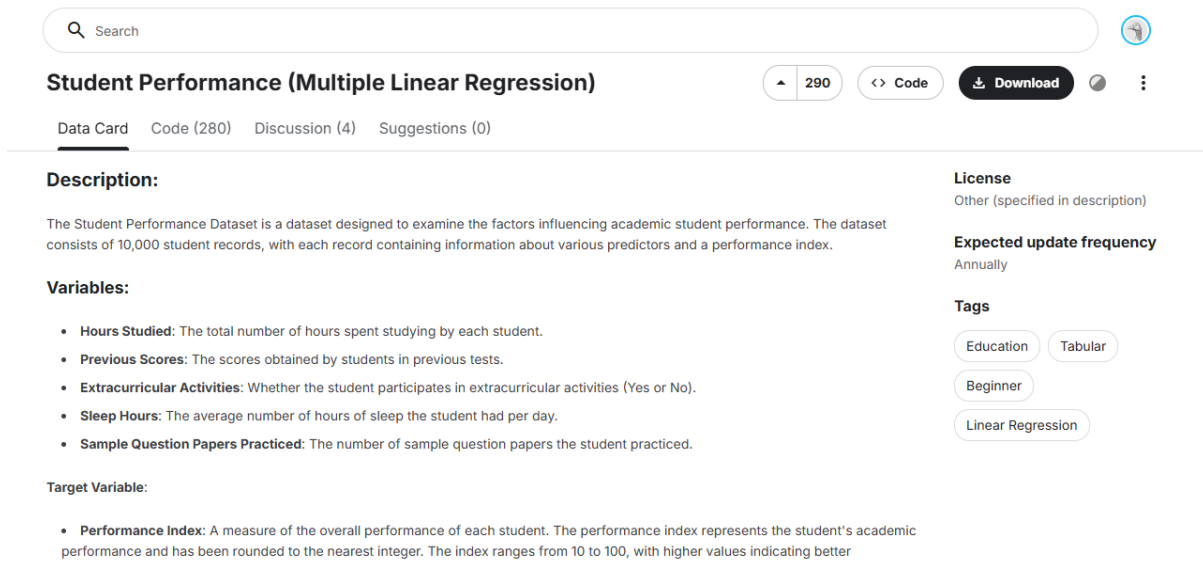 Search
Student Performance (Multiple Linear Regression)
290
<> Code
Download
Data Card
Code (280)
Discussion (4)
Suggestions (0)
Description:
The Student Performance Dataset is a dataset designed to examine the factors influencing academic student performance. The dataset
consists of 10,000 student records, with each record containing information about various predictors and a performance index.
Variables:
• Hours Studied: The total number of hours spent studying by each student.
• Previous Scores: The scores obtained by students in previous tests.
• Extracurricular Activities: Whether the student participates in extracurricular activities (Yes or No).
• Sleep Hours: The average number of hours of sleep the student had per day.
• Sample Question Papers Practiced: The number of sample question papers the student practiced.
Target Variable:
• Performance Index: A measure of the overall performance of each student. The performance index represents the student's academic
performance and has been rounded to the nearest integer. The index ranges from 10 to 100, with higher values indicating better
License
Other (specified in description)
Expected update frequency
Annually
Tags
Education
Tabular
Beginner
Linear Regression